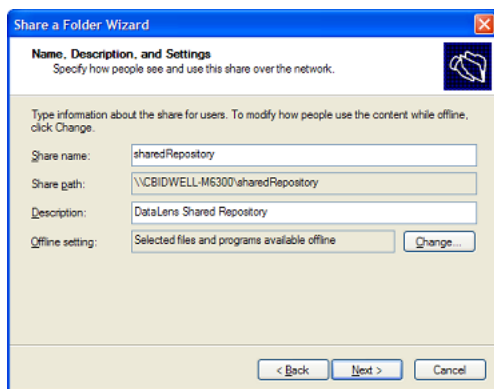 Share a Folder Wizard
Name, Description, and Settings
Specify how people see and use this share over the network.
Type information about the share for users. To modify how people use the content while offline,
click Change.
Share name: sharedRepository
Share path: \\CBIDWELL-M6300\sharedRepository
Description: DataLens Shared Repository
Offline setting: Selected files and programs available offline Change...
< Back Next > Cancel